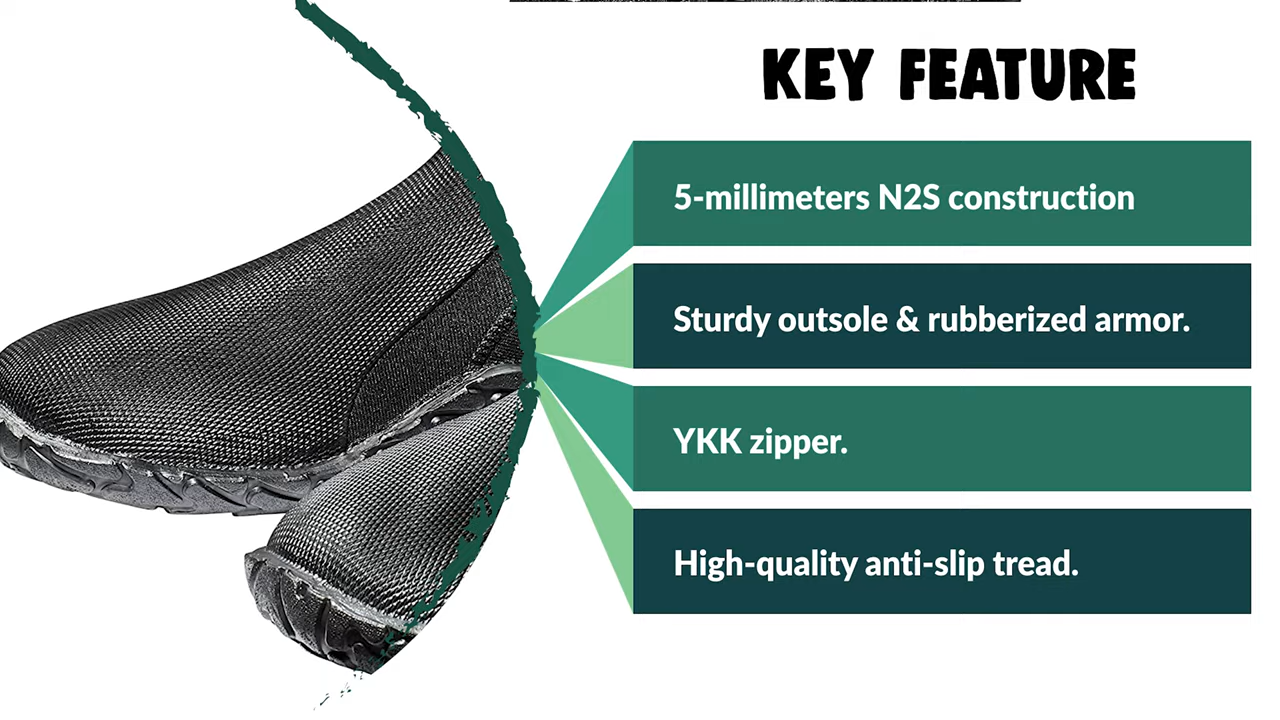 KEY FEATURE
5-millimeters N2S construction
Sturdy outsole & rubberized armor.
YKK zipper.
High-quality anti-slip tread.